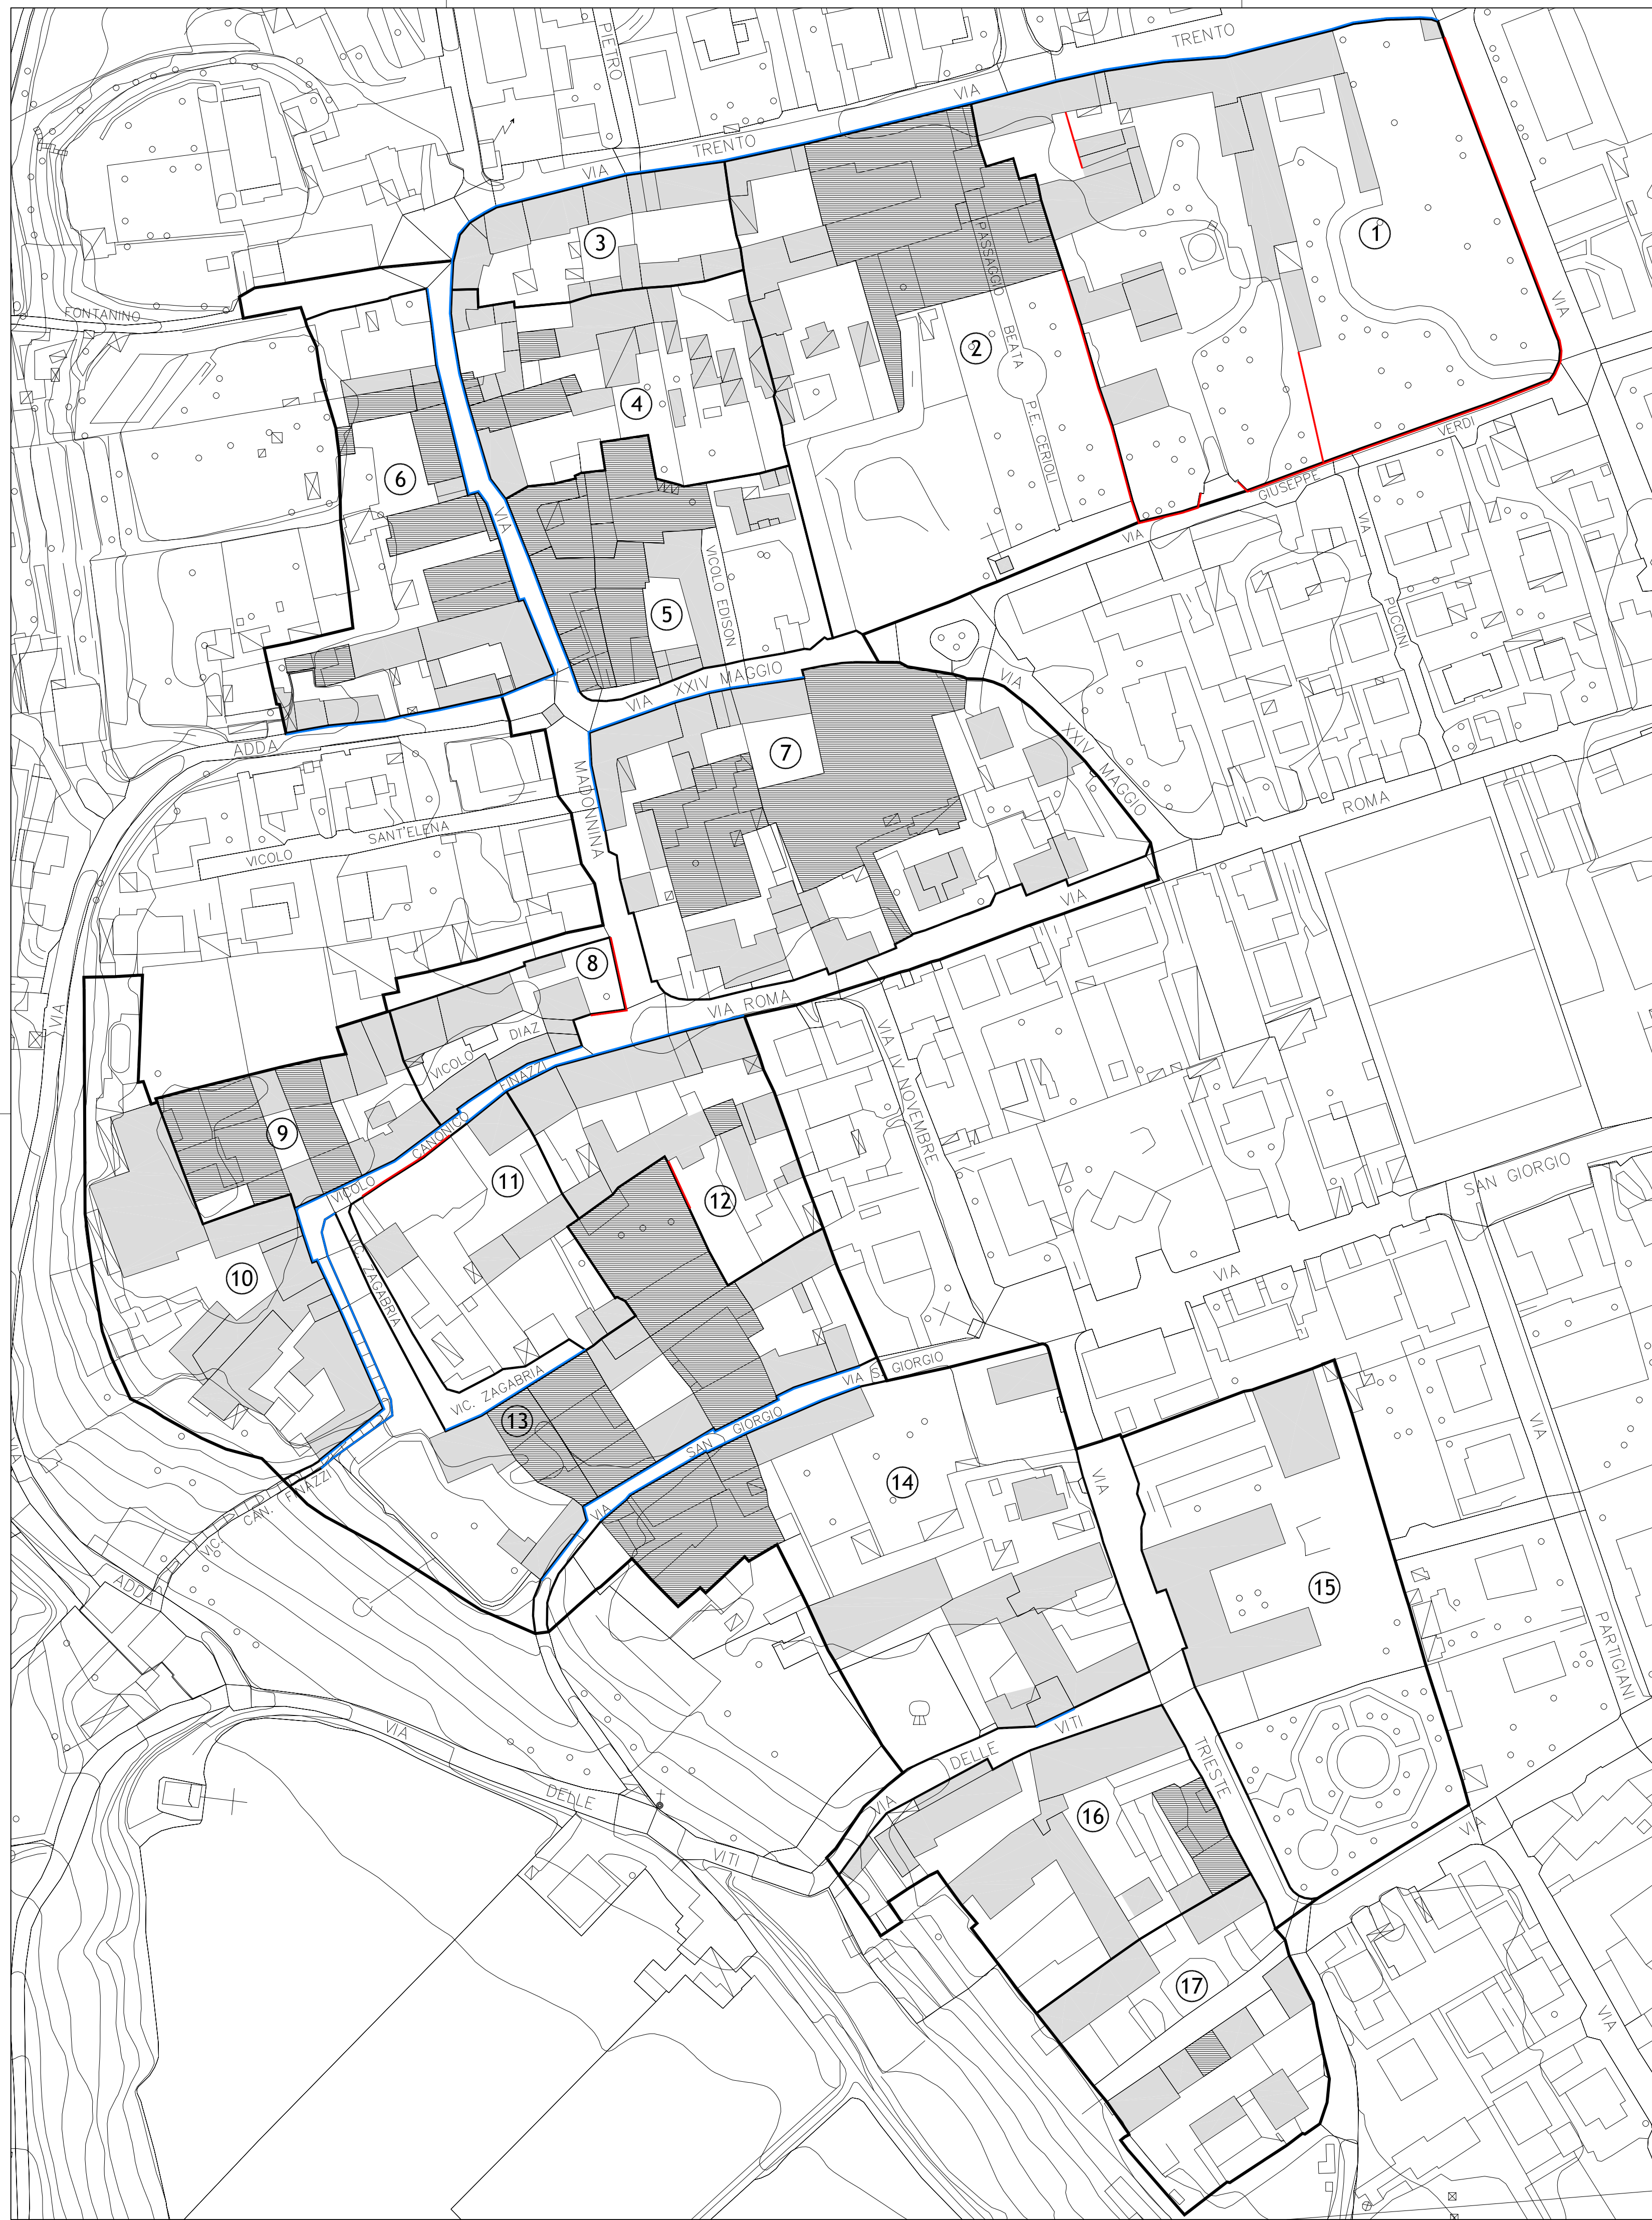 PIETRO
TRENTO
VIA
VIA
TRENTO
VIA
1
3
PASSAGGIO
BEATA
P.E. CERIOLI
2
FONTANINO
VIA
4
VERDI
GIUSEPPE
VIA
VIA
PUCCINI
6
VIA
5
VICOLO EDISON
VIA
XXIV MAGGIO
VIA
XXIV MAGGIO
ADDA
MADONNINA
7
ROMA
VICOLO
SANT'ELENA
VIA
8
VIA ROMA
VIA
VICOLO
DIAZ
VIA IV NOVEMBRE
FINAZZI
CANONICO
VICOLO
9
11
12
SAN GIORGIO
VIC. ZAGABRIA
10
VIA
VIA S. GIORGIO
VIC. ZAGABRIA
13
SAN GIORGIO
VIA
14
VIA
VIA
VIC. CAN. FINAZZI
ADDA
15
PARTIGIANI
VIA
DELLE
VITI
VIA
DELLE
VITI
VIA
TRIESTE
16
VIA
17
VIA